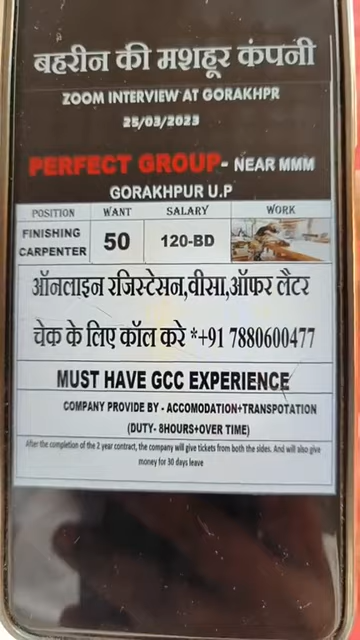 बहरीन की मशहूर कंपनी
ZOOM INTERVIEW AT GORAKHPR
25/03/2023
PERFECT GROUP- NEAR MMM
GORAKHPUR U.P
POSITION WANT SALARY WORK
FINISHING CARPENTER 50 120-BD
ऑनलाइन रजिस्टेसन,वीसा,ऑफर लैटर
चेक के लिए कॉल करे *+91 7880600477
MUST HAVE GCC EXPERIENCE
COMPANY PROVIDE BY - ACCOMODATION+TRANSPOTATION
(DUTY- 8HOURS+OVER TIME)
After the completion of the 2 year contract, the company will give tickets from both the sides. And will also give
money for 30 days leave